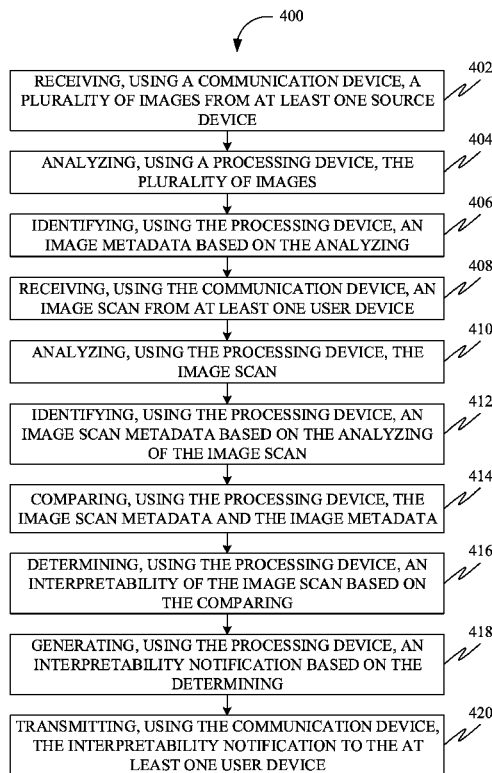 400
RECEIVING, USING A COMMUNICATION DEVICE, A
PLURALITY OF IMAGES FROM AT LEAST ONE SOURCE
DEVICE
402
ANALYZING, USING A PROCESSING DEVICE, THE
PLURALITY OF IMAGES
404
IDENTIFYING, USING THE PROCESSING DEVICE, AN
IMAGE METADATA BASED ON THE ANALYZING
406
RECEIVING, USING THE COMMUNICATION DEVICE, AN
IMAGE SCAN FROM AT LEAST ONE USER DEVICE
408
ANALYZING, USING THE PROCESSING DEVICE, THE
IMAGE SCAN
410
IDENTIFYING, USING THE PROCESSING DEVICE, AN
IMAGE SCAN METADATA BASED ON THE ANALYZING
OF THE IMAGE SCAN
412
COMPARING, USING THE PROCESSING DEVICE, THE
IMAGE SCAN METADATA AND THE IMAGE METADATA
414
DETERMINING, USING THE PROCESSING DEVICE, AN
INTERPRETABILITY OF THE IMAGE SCAN BASED ON
THE COMPARING
416
GENERATING, USING THE PROCESSING DEVICE, AN
INTERPRETABILITY NOTIFICATION BASED ON THE
DETERMINING
418
TRANSMITTING, USING THE COMMUNICATION DEVICE,
THE INTERPRETABILITY NOTIFICATION TO THE AT
LEAST ONE USER DEVICE
420